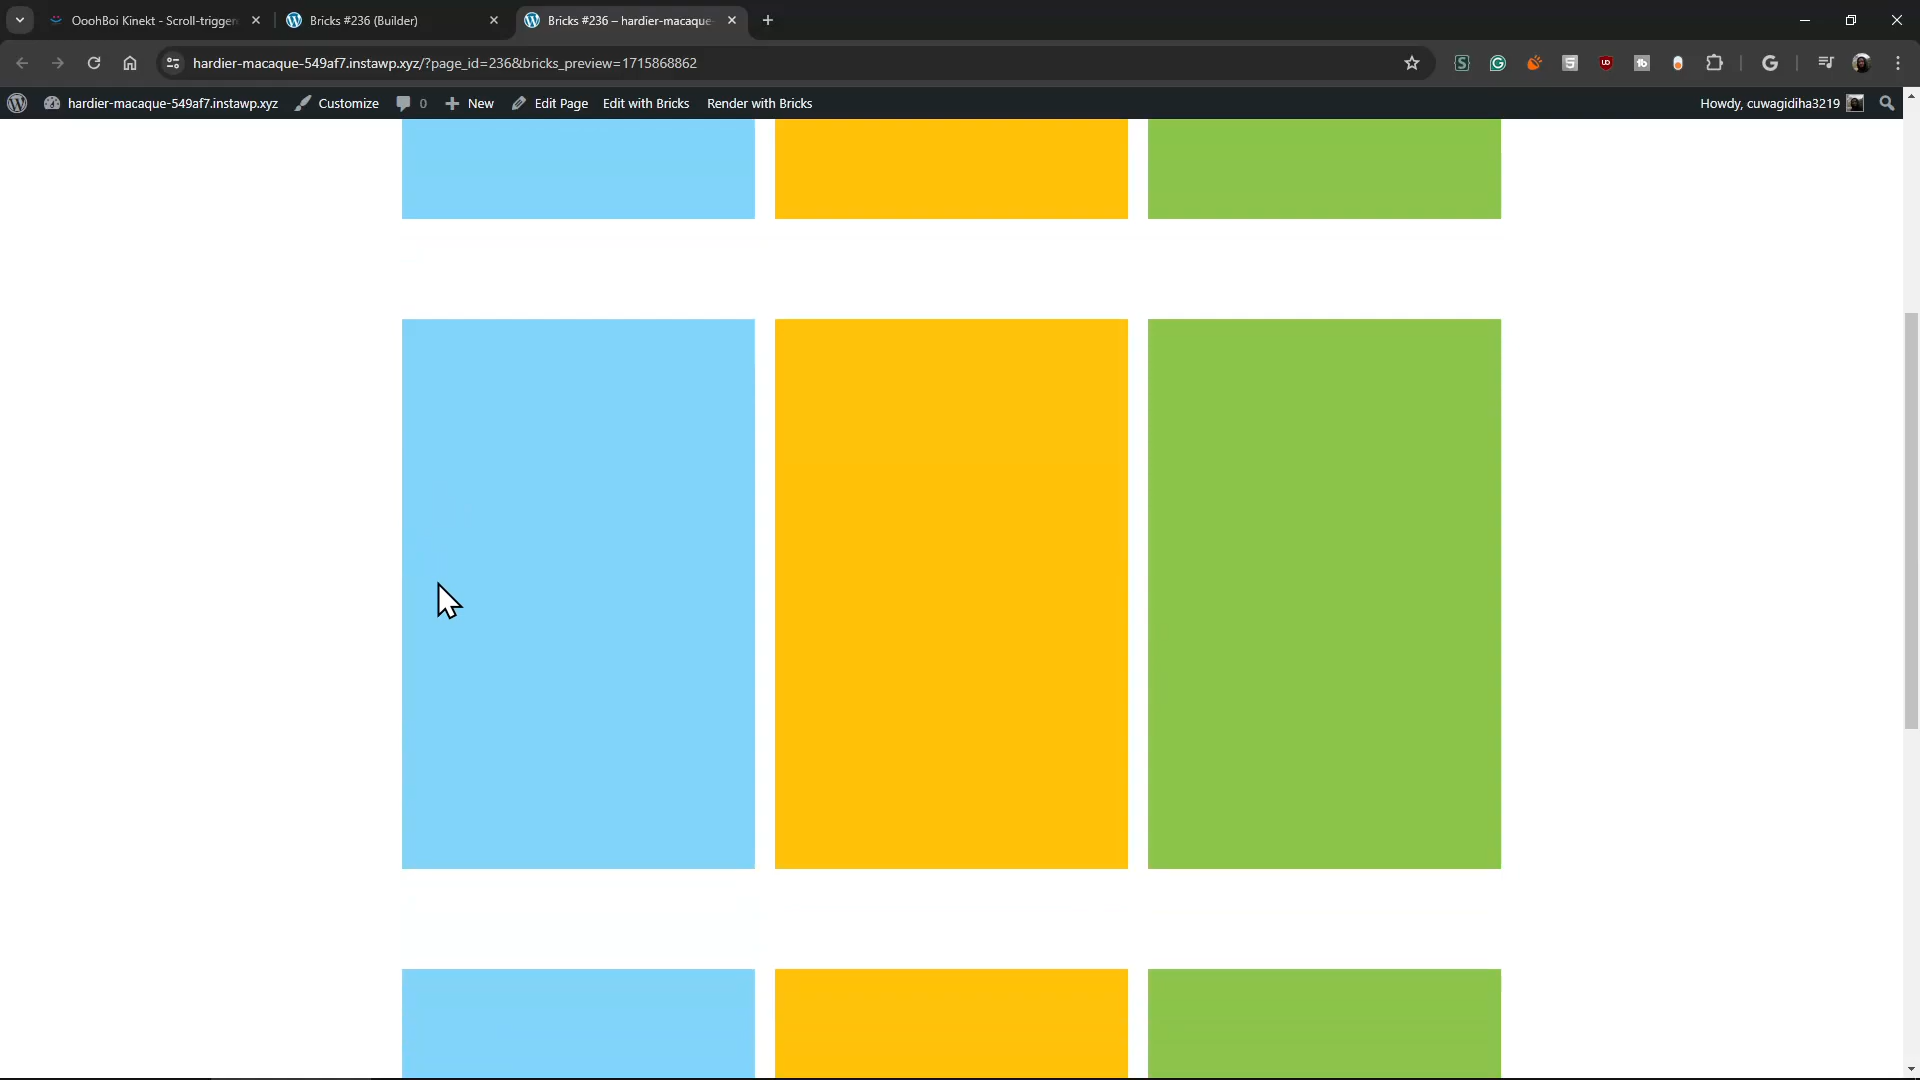 OoohBoi Kinekt - Scroll-triggen
Bricks #236 (Builder)
Bricks #236 – hardier-macaque-
hardier-macaque-549af7.instawp.xyz/?page_id=236&bricks_preview=1715868862
hardier-macaque-549af7.instawp.xyz
Customize
0
New
Edit Page
Edit with Bricks
Render with Bricks
Howdy, cuwagidiha3219